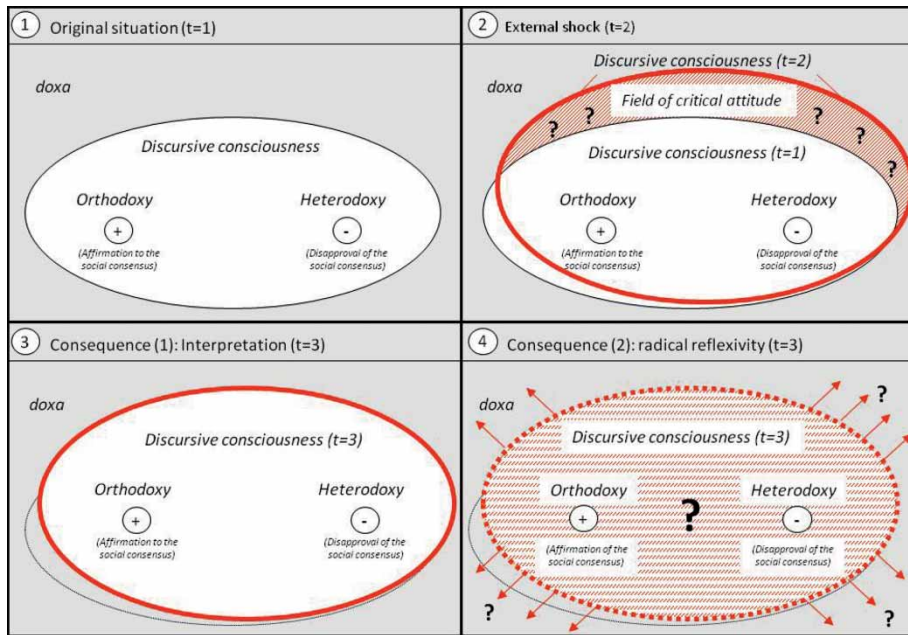 1 Original situation (t=1)
doxa
Discursive consciousness
Orthodoxy
+
(Affirmation to the
social consensus)
Heterodoxy
-
(Disapproval of the
social consensus)
2 External shock (t=2)
Discursive consciousness (t=2)
doxa
Field of critical attitude
? ? ? ? ?
Discursive consciousness (t=1)
Orthodoxy
+
(Affirmation to the
social consensus)
Heterodoxy
-
(Disapproval of the
social consensus)
3 Consequence (1): Interpretation (t=3)
doxa
Discursive consciousness (t=3)
Orthodoxy
+
(Affirmation to the
social consensus)
Heterodoxy
-
(Disapproval of the
social consensus)
4 Consequence (2): radical reflexivity (t=3)
doxa
?
Discursive consciousness (t=3)
Orthodoxy
+
(Affirmation of the
social consensus)
?
Heterodoxy
-
(Disapproval of the
social consensus)
? ?